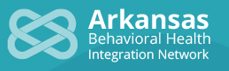 Arkansas
Behavioral Health
Integration Network